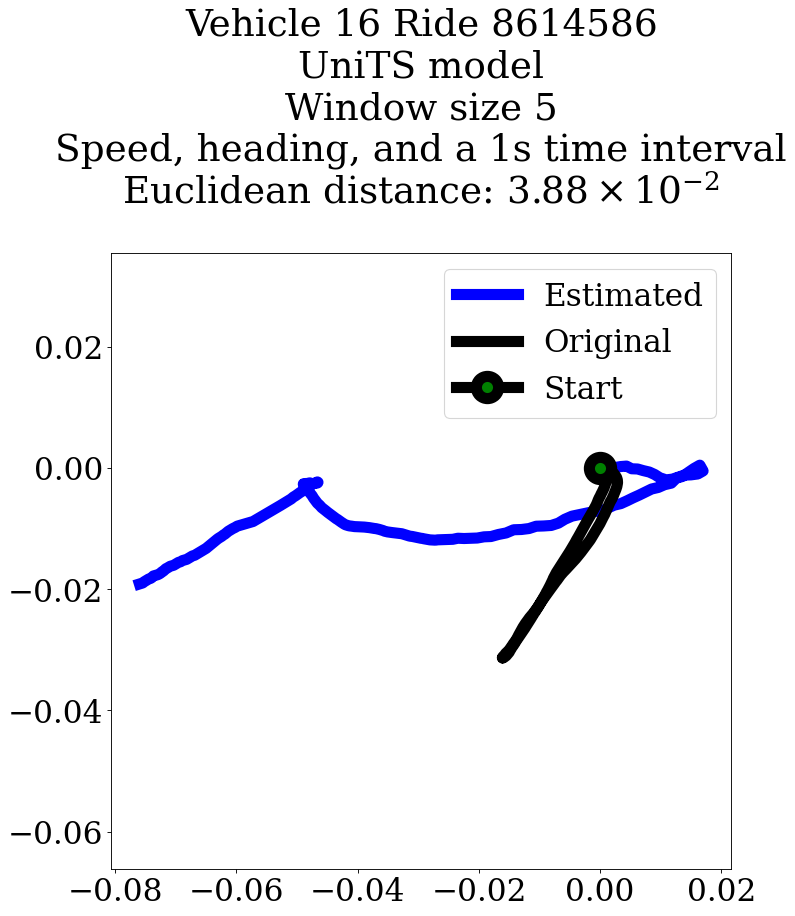 Vehicle 16 Ride 8614586
UniTS model
Window size 5
Speed, heading, and a 1s time interval
Euclidean distance: 3.88 × 10⁻²
Estimated
Original
Start
0.02
0.00
−0.02
−0.04
−0.06
−0.08 −0.06 −0.04 −0.02 0.00 0.02